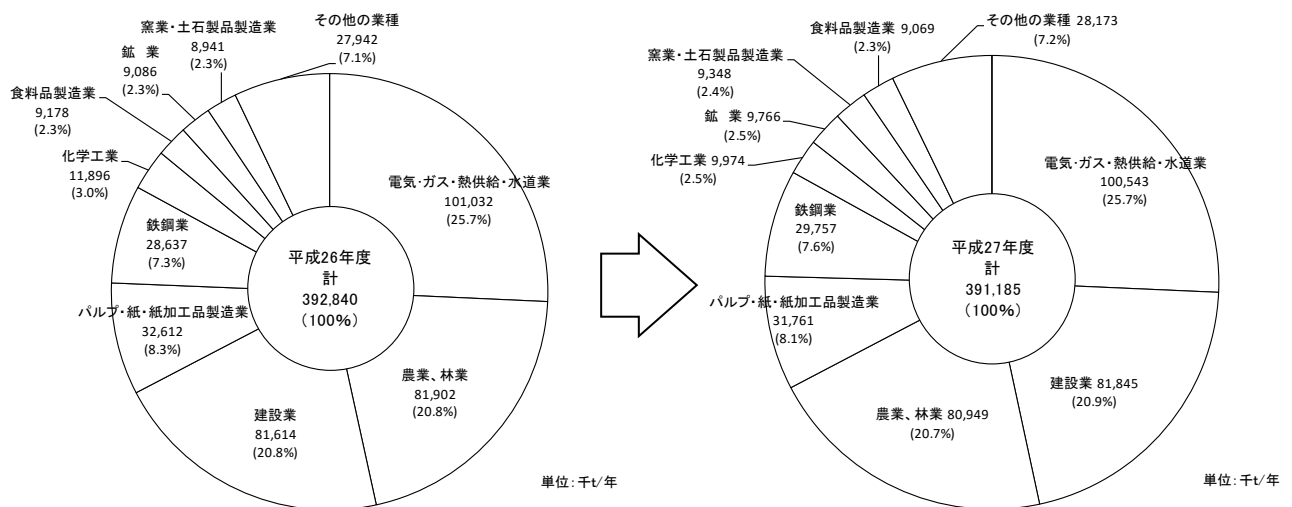 窯業・土石製品製造業
8,941
(2.3%)
その他の業種
27,942
(7.1%)
鉱 業
9,086
(2.3%)
食料品製造業
9,178
(2.3%)
化学工業
11,896
(3.0%)
電気・ガス・熱供給・水道業
101,032
(25.7%)
鉄鋼業
28,637
(7.3%)
平成26年度
計
392,840
(100%)
パルプ・紙・紙加工品製造業
32,612
(8.3%)
農業、林業
81,902
(20.8%)
建設業
81,614
(20.8%)
単位：千t/年
食料品製造業 9,069
(2.3%)
その他の業種 28,173
(7.2%)
窯業・土石製品製造業
9,348
(2.4%)
鉱 業 9,766
(2.5%)
化学工業 9,974
(2.5%)
電気・ガス・熱供給・水道業
100,543
(25.7%)
鉄鋼業
29,757
(7.6%)
平成27年度
計
391,185
(100%)
パルプ・紙・紙加工品製造業
31,761
(8.1%)
建設業 81,845
(20.9%)
農業、林業 80,949
(20.7%)
単位：千t/年